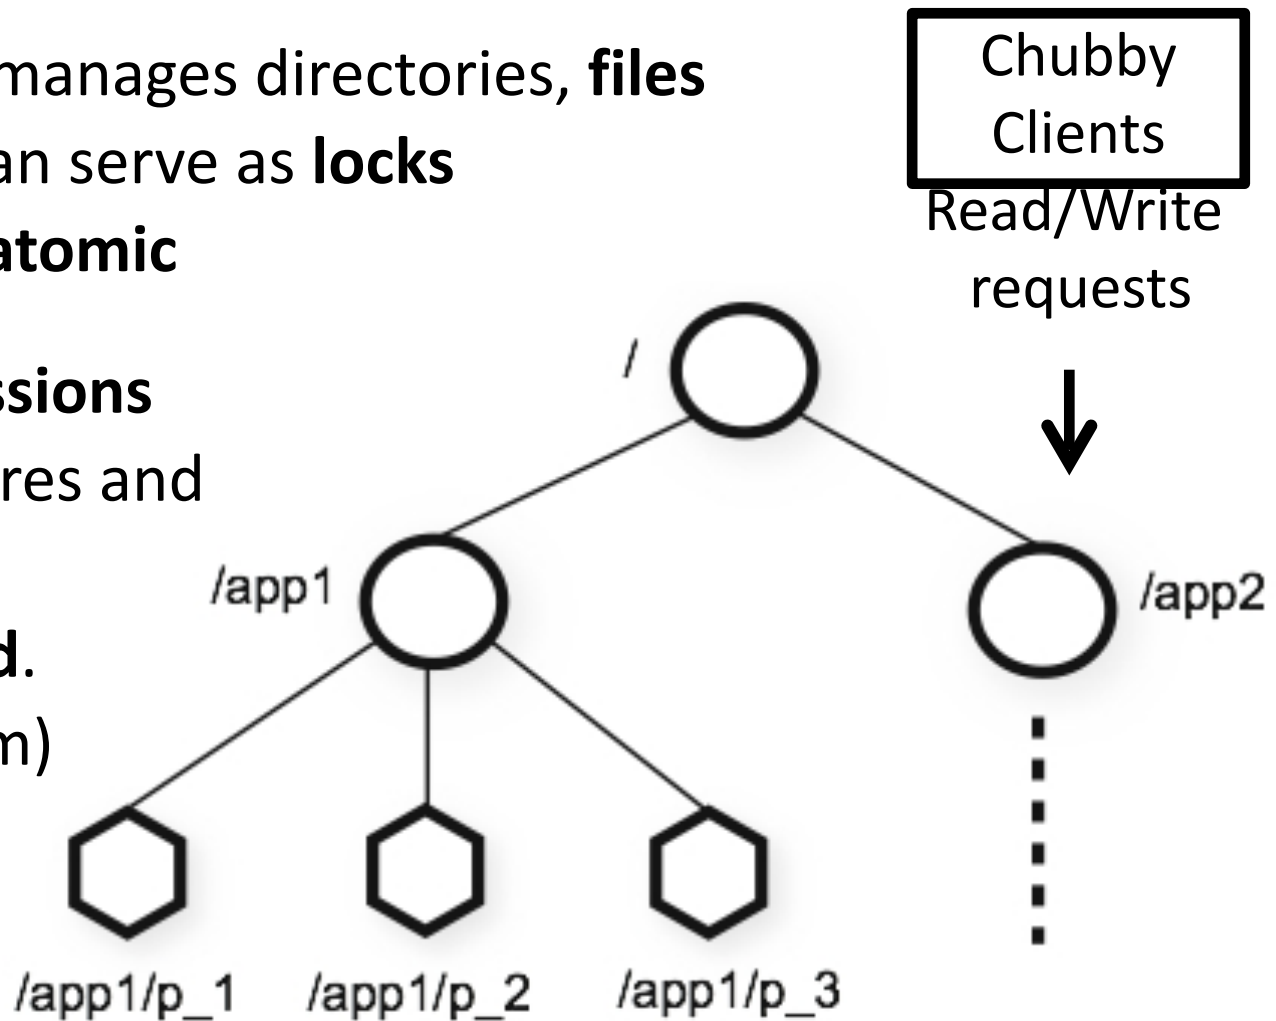 manages directories, files
an serve as locks
atomic
ssions
res and
d.
m)
Chubby
Clients
Read/Write
requests
/
/app1
/app2
/app1/p_1
/app1/p_2
/app1/p_3